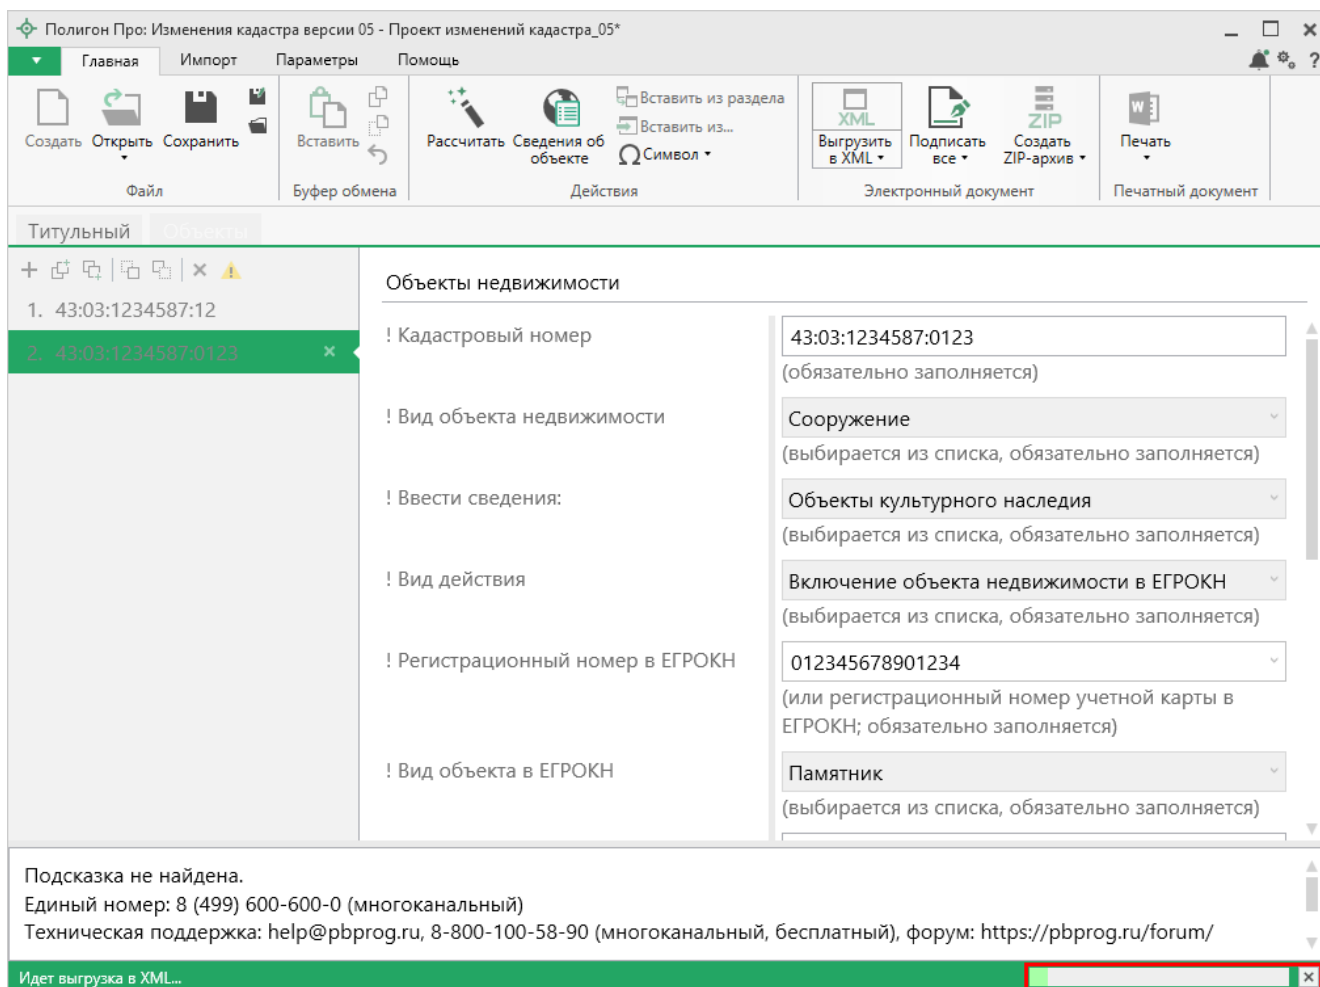 Полигон Про: Изменения кадастра версии 05 - Проект изменений кадастра_05*
Главная Импорт Параметры Помощь
Создать Открыть Сохранить
Файл
Вставить
Буфер обмена
Рассчитать Сведения об объекте
Вставить из раздела
Вставить из...
Символ
Действия
XML
Выгрузить
в XML
Подписать
все
ZIP
Создать
ZIP-архив
Электронный документ
Печать
Печатный документ
Титульный Объекты
1. 43:03:1234587:12
2. 43:03:1234587:0123
Объекты недвижимости
! Кадастровый номер
43:03:1234587:0123
(обязательно заполняется)
! Вид объекта недвижимости
Сооружение
(выбирается из списка, обязательно заполняется)
! Ввести сведения:
Объекты культурного наследия
(выбирается из списка, обязательно заполняется)
! Вид действия
Включение объекта недвижимости в ЕГРОКН
(выбирается из списка, обязательно заполняется)
! Регистрационный номер в ЕГРОКН
012345678901234
(или регистрационный номер учетной карты в
ЕГРОКН; обязательно заполняется)
! Вид объекта в ЕГРОКН
Памятник
(выбирается из списка, обязательно заполняется)
Подсказка не найдена.
Единый номер: 8 (499) 600-600-0 (многоканальный)
Техническая поддержка: help@pbprog.ru, 8-800-100-58-90 (многоканальный, бесплатный), форум: https://pbprog.ru/forum/
Идет выгрузка в XML...